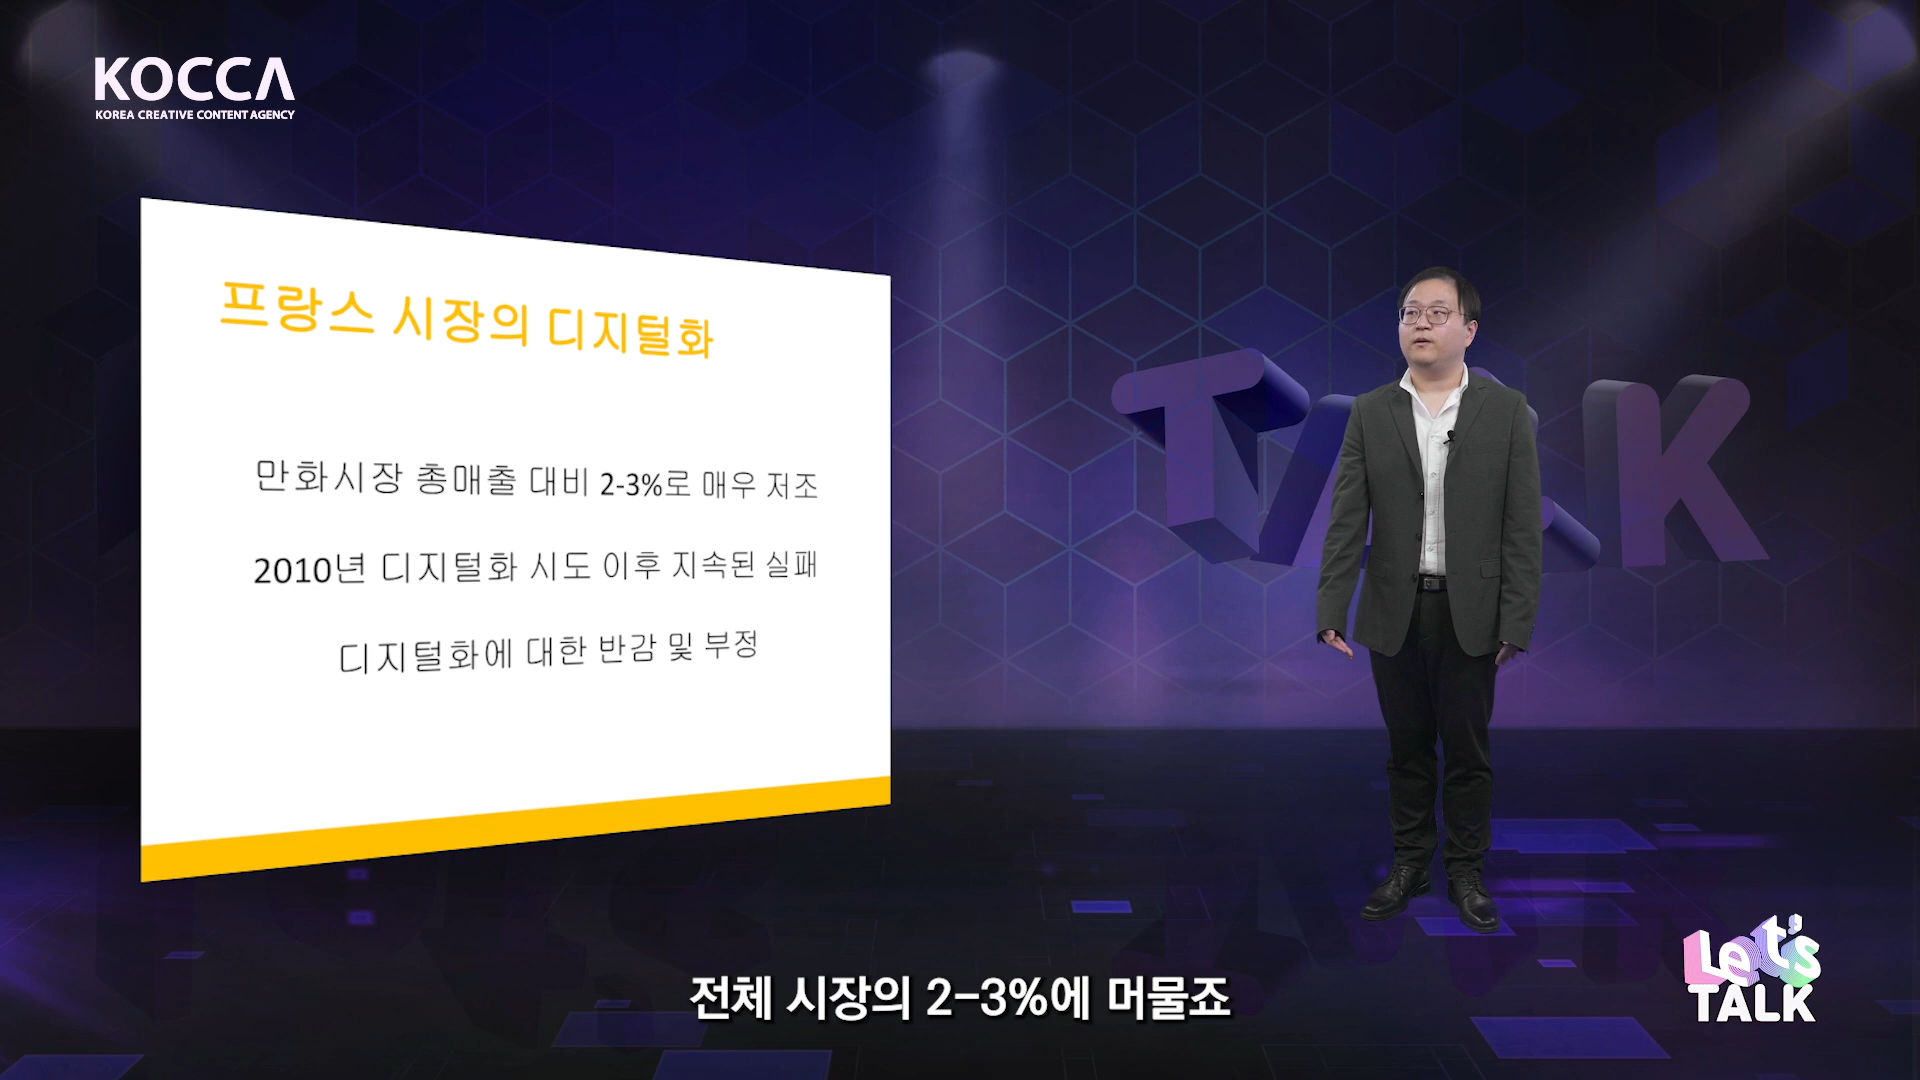 KOCCA
KOREA CREATIVE CONTENT AGENCY
프랑스 시장의 디지털화
만화시장 총매출 대비 2-3%로 매우 저조
2010년 디지털화 시도 이후 지속된 실패
디지털화에 대한 반감 및 부정
TALK
전체 시장의 2-3%에 머물죠
Let's
TALK